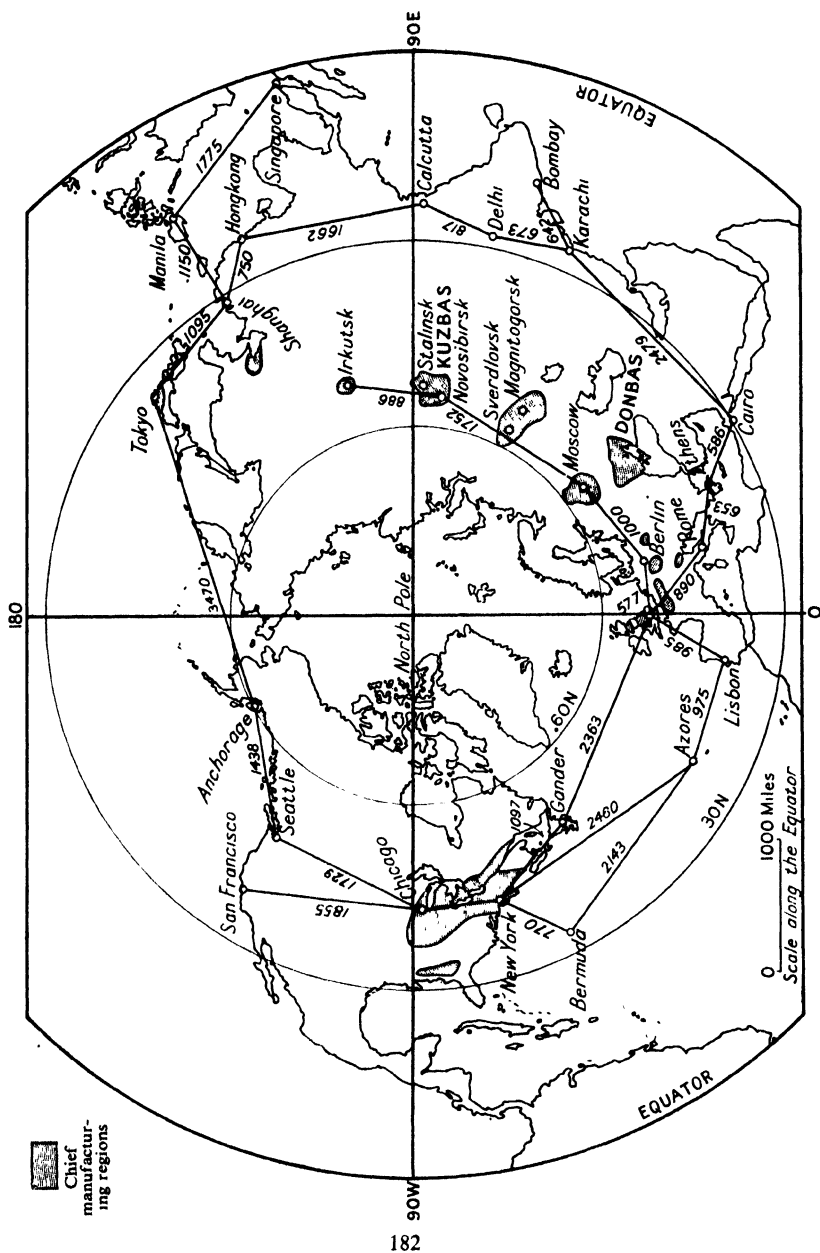 Chief
manufactur-
ing regions
180
90E
90W
0
EQUATOR
EQUATOR
30N
60N
North Pole
San Francisco
Seattle
Anchorage
Tokyo
Shanghai
Manila
Hongkong
Singapore
Calcutta
Delhi
Bombay
Karachi
Irkutsk
Stalinsk
KUZBAS
Novosibirsk
Sverdlovsk
Magnitogorsk
Moscow
DONBAS
Berlin
Rome
Athens
Cairo
Lisbon
Azores
Gander
Chicago
New York
Bermuda
1855
1729
1438
3470
1095
1150
750
1775
1662
817
673
642
2479
886
1752
1000
577
890
653
586
985
975
2363
2460
2143
770
1097
0 1000 Miles
Scale along the Equator
182